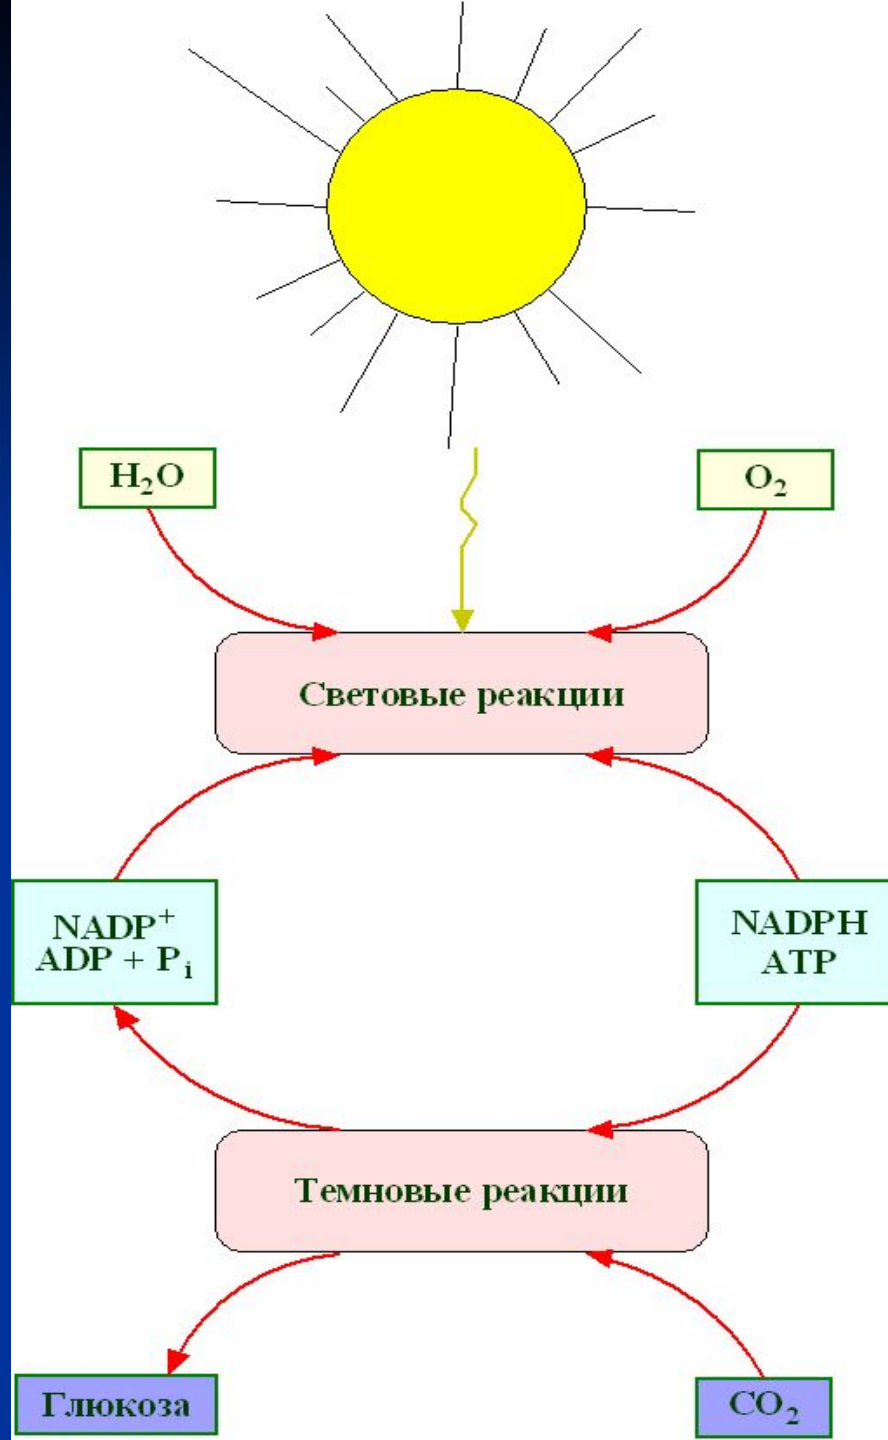 H₂O
O₂
Световые реакции
NADP⁺
ADP + Pᵢ
NADPH
ATP
Темновые реакции
Глюкоза
CO₂